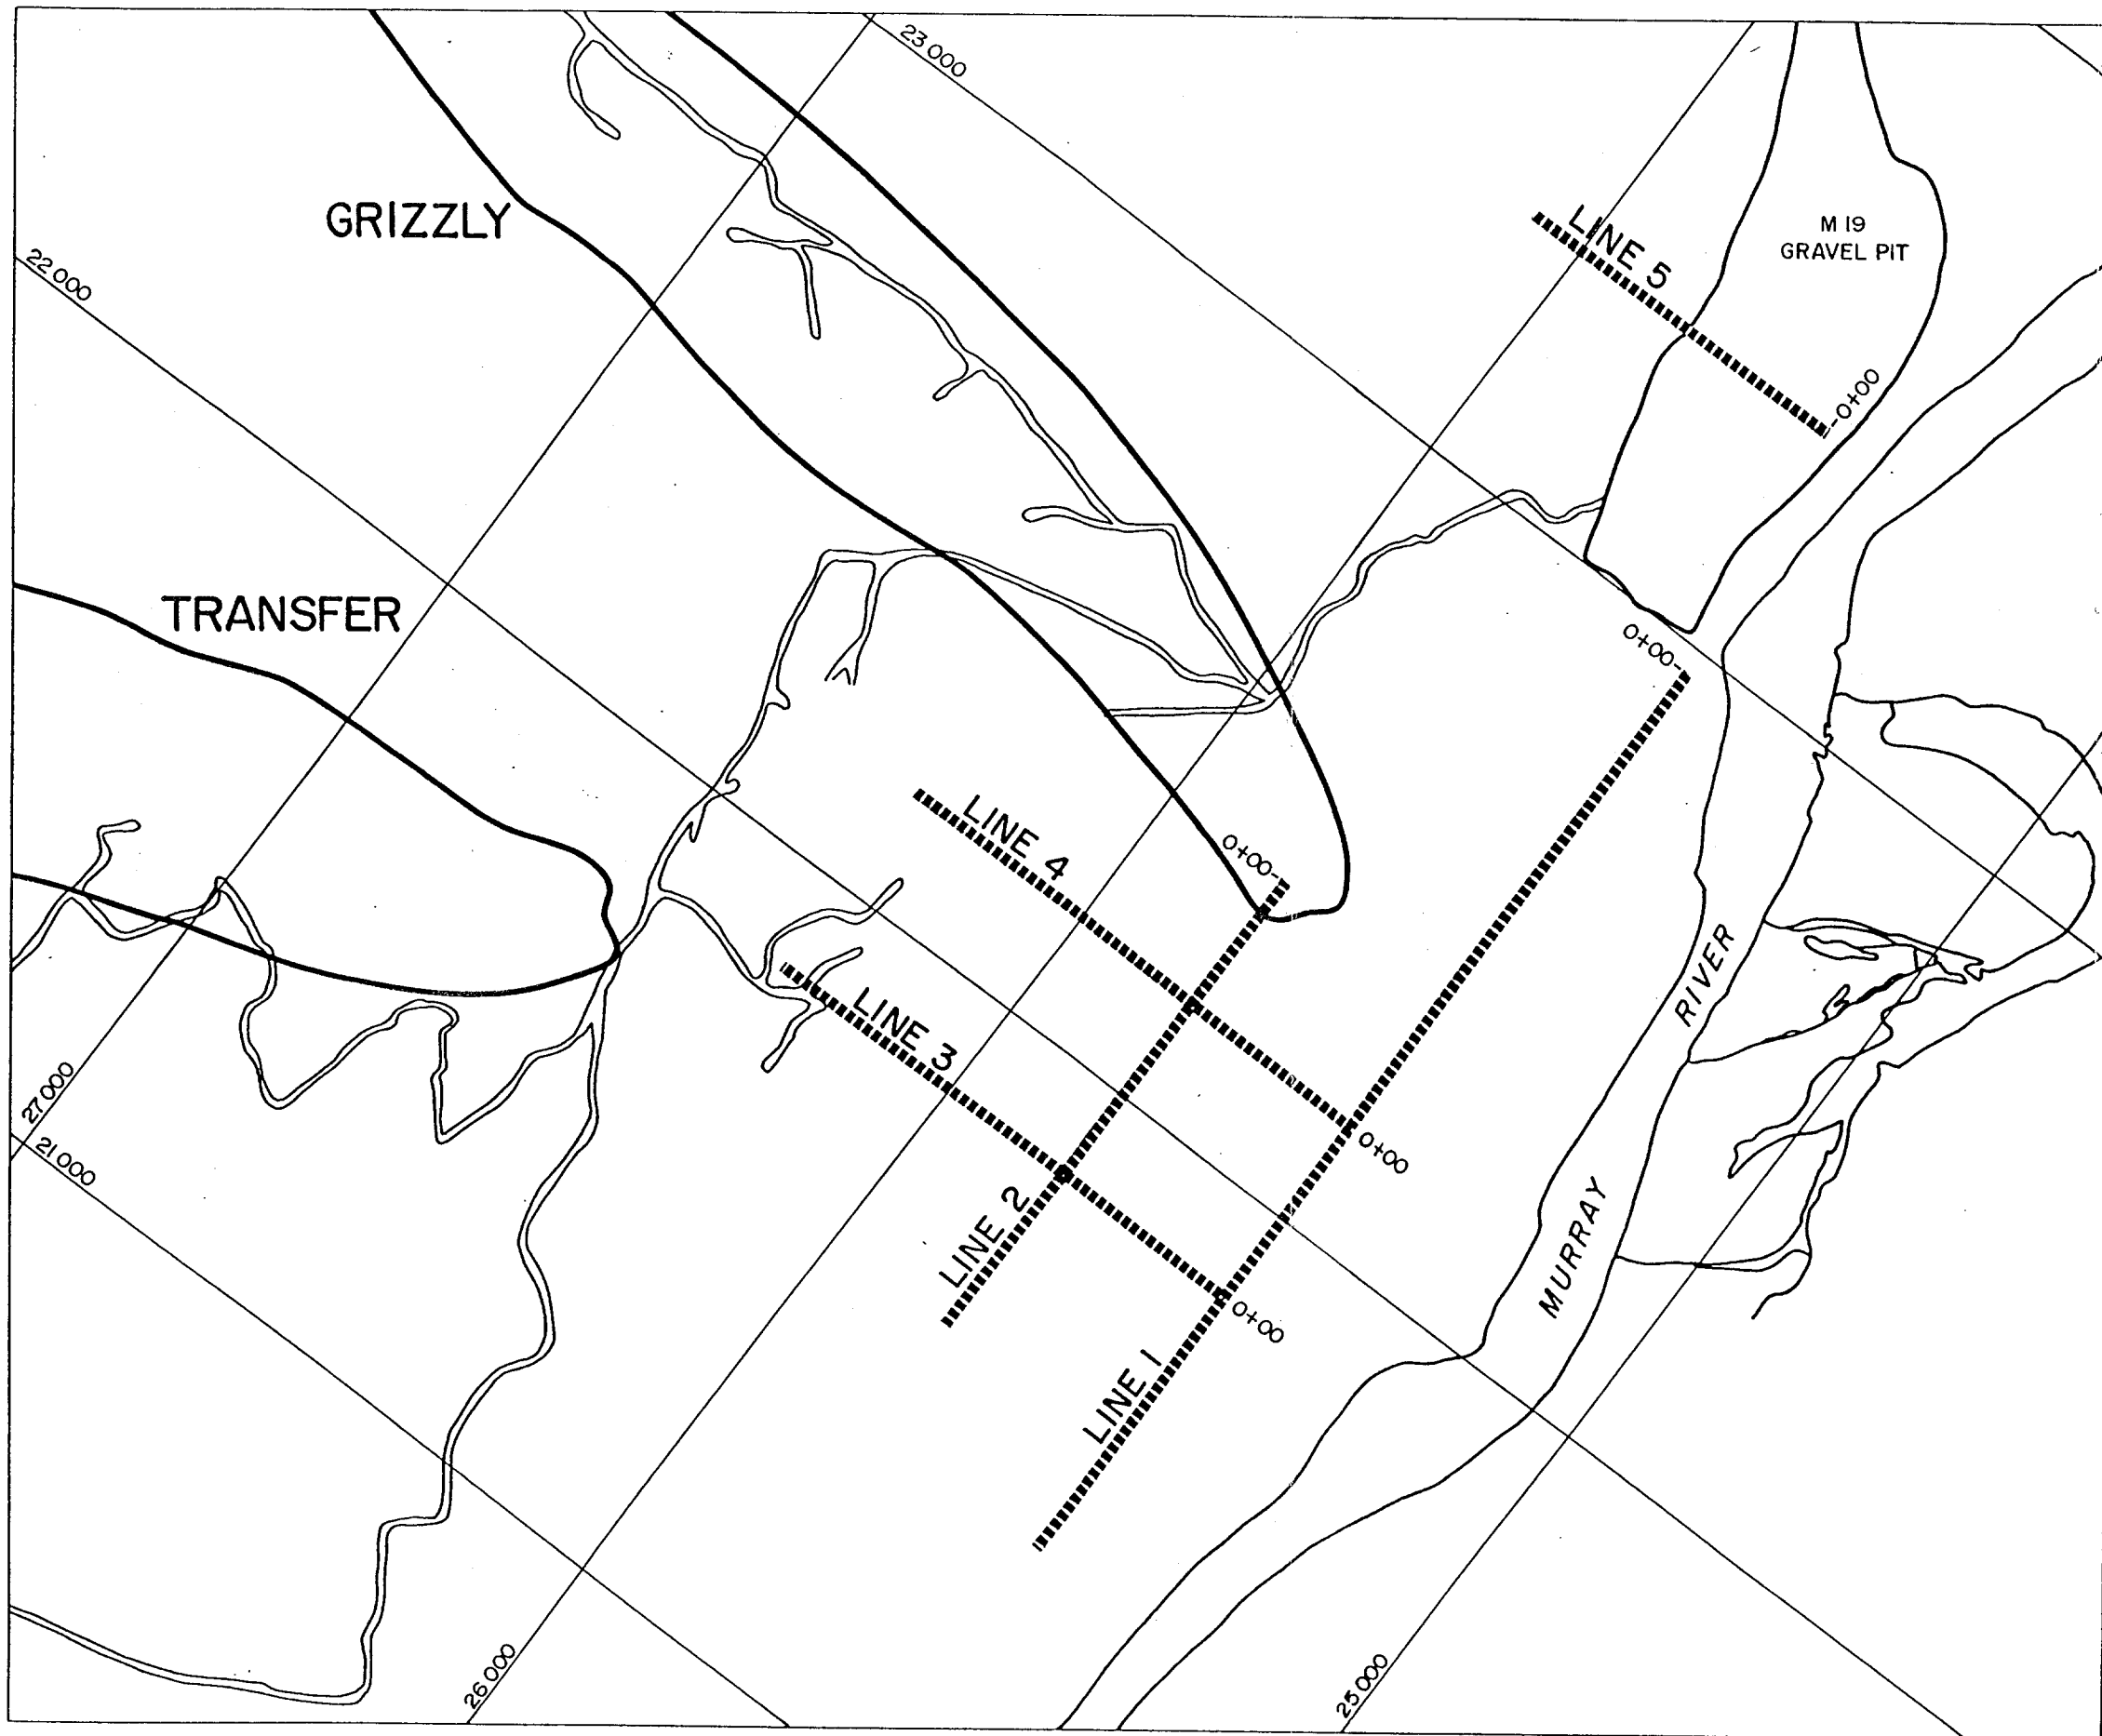 23 000
GRIZZLY
M 19
GRAVEL PIT
LINE 5
22 000
0+00
TRANSFER
0+00
LINE 4
0+00
LINE 3
RIVER
27 000
21 000
0+00
LINE 2
MURRAY
0+00
LINE 1
26 000
25 000